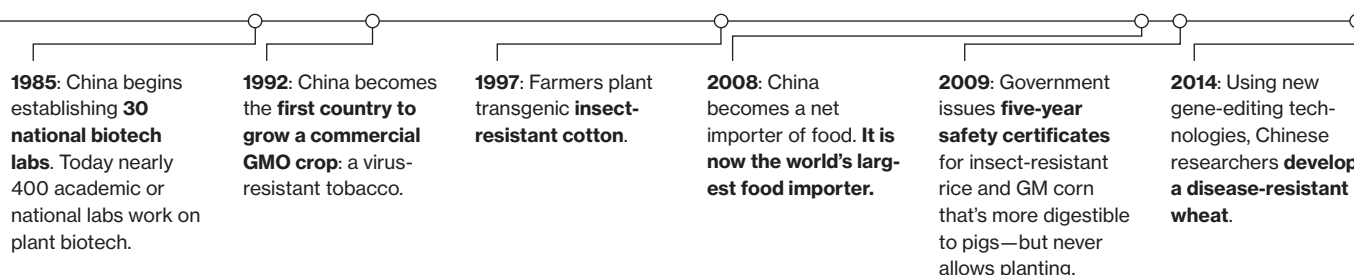 1985: China begins
establishing 30
national biotech
labs. Today nearly
400 academic or
national labs work on
plant biotech.
1992: China becomes
the first country to
grow a commercial
GMO crop: a virus-
resistant tobacco.
1997: Farmers plant
transgenic insect-
resistant cotton.
2008: China
becomes a net
importer of food. It is
now the world's larg-
est food importer.
2009: Government
issues five-year
safety certificates
for insect-resistant
rice and GM corn
that's more digestible
to pigs—but never
allows planting.
2014: Using new
gene-editing tech-
nologies, Chinese
researchers develop
a disease-resistant
wheat.